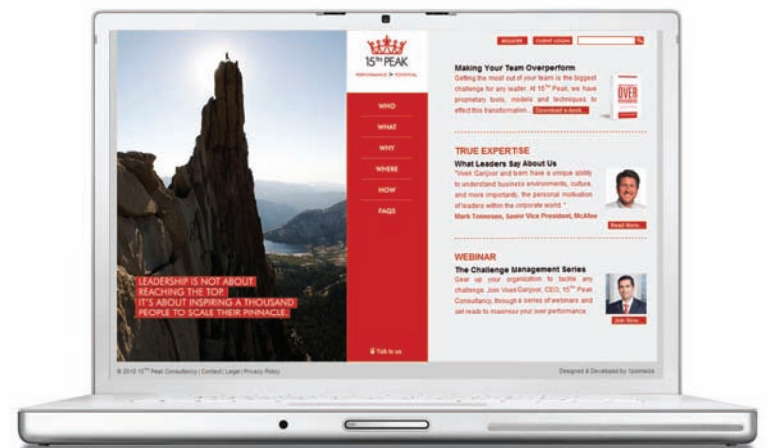 15TH PEAK
PERFORMANCE > POTENTIAL
WHO
WHAT
WHY
WHERE
HOW
FAQS
Talk to us
LEADERSHIP IS NOT ABOUT
REACHING THE TOP.
IT'S ABOUT INSPIRING A THOUSAND
PEOPLE TO SCALE THEIR PINNACLE.
REGISTER
CLIENT LOGIN
Making Your Team Overperform
Getting the most out of your team is the biggest
challenge for any leader. At 15TH Peak, we have
proprietary tools, models and techniques to
effect this transformation... Download e-book...
OVER
TRUE EXPERTISE
What Leaders Say About Us
"Vivek Ganjoor and team have a unique ability
to understand business environments, culture,
and more importantly, the personal motivation
of leaders within the corporate world."
Mark Tonnesen, Senior Vice President, McAfee
Read More...
WEBINAR
The Challenge Management Series
Gear up your organization to tackle any
challenge. Join Vivek Ganjoor, CEO, 15TH Peak
Consultancy, through a series of webinars and
get ready to maximise your over performance.
Join Now...
© 2010 15TH Peak Consultancy | Contact | Legal | Privacy Policy
Designed & Developed by